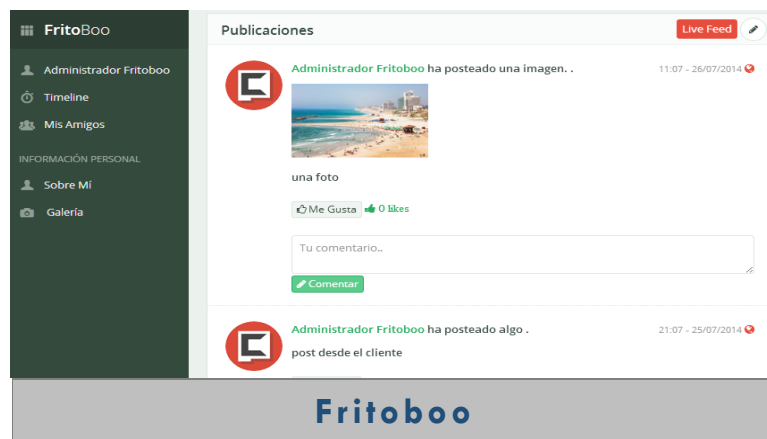 FritoBoo
Administrador Fritoboo
Timeline
Mis Amigos
INFORMACIÓN PERSONAL
Sobre Mí
Galería
Publicaciones
Live Feed
Administrador Fritoboo ha posteado una imagen. .
11:07 - 26/07/2014
una foto
Me Gusta 0 likes
Tu comentario..
Comentar
Administrador Fritoboo ha posteado algo .
21:07 - 25/07/2014
post desde el cliente
Fritoboo